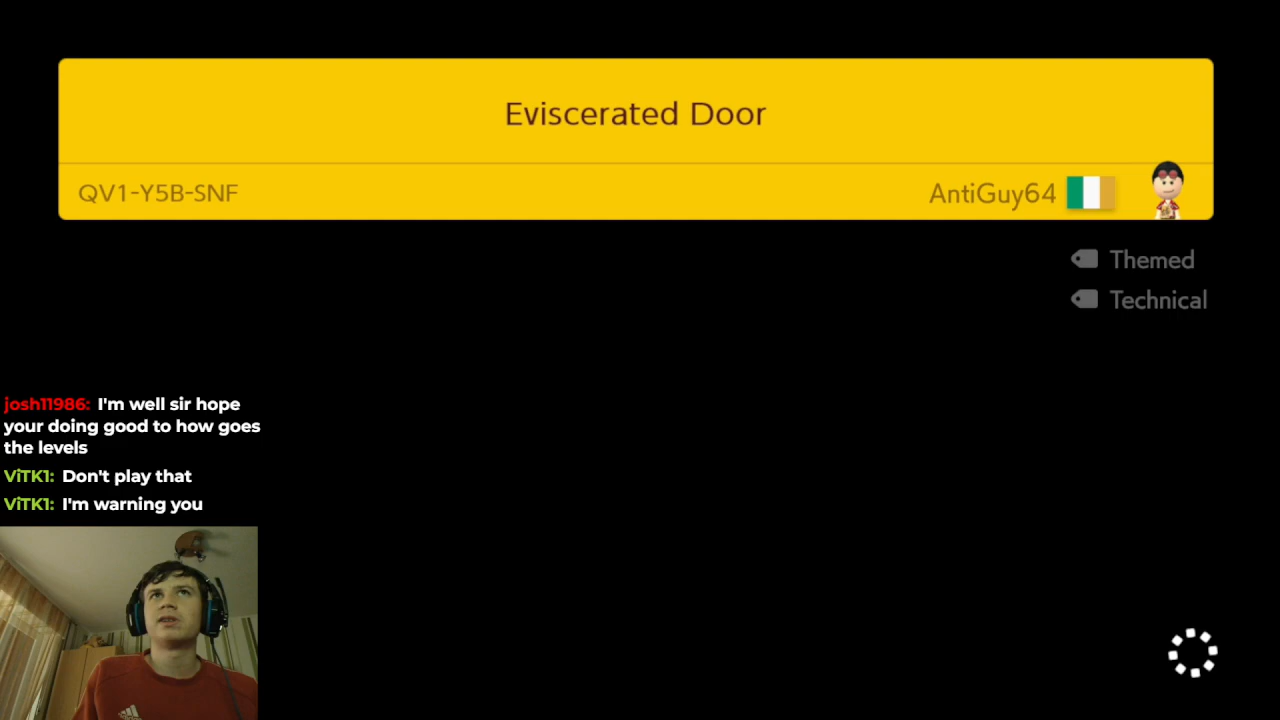 Eviscerated Door
QV1-Y5B-SNF
AntiGuy64
Themed
Technical
josh11986: I'm well sir hope
your doing good to how goes
the levels
ViTK1: Don't play that
ViTK1: I'm warning you